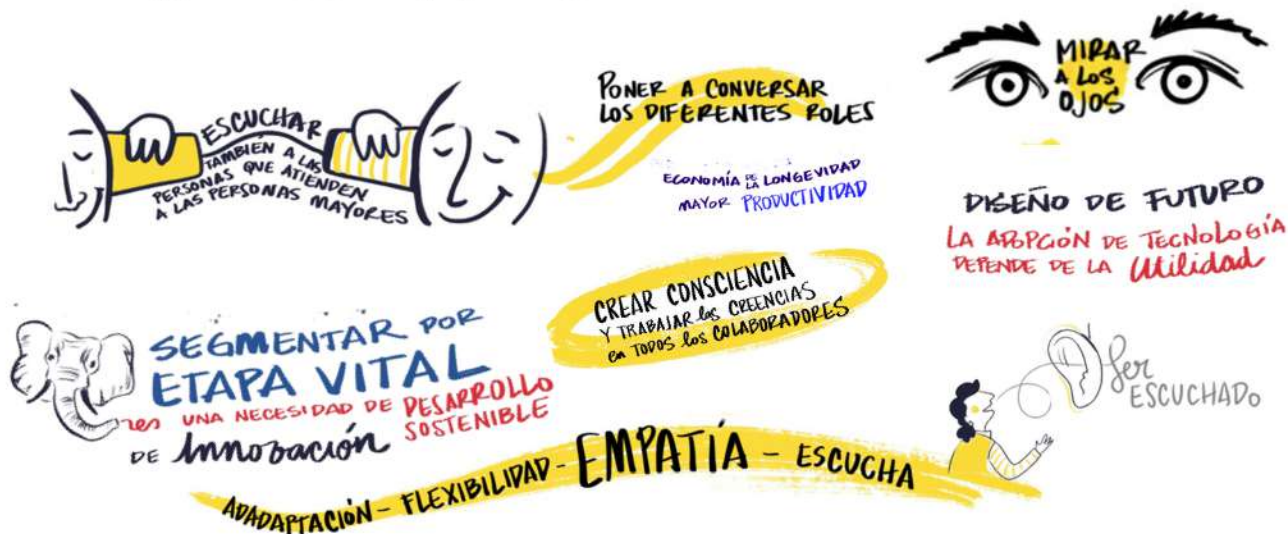 ESCUCHAR
TAMBIÉN A LAS
PERSONAS QUE ATIENDEN
A LAS PERSONAS MAYORES
PONER A CONVERSAR
LOS DIFERENTES ROLES
MIRAR
A LOS
OJOS
ECONOMÍA DE LA LONGEVIDAD
MAYOR PRODUCTIVIDAD
DISEÑO DE FUTURO
LA ADOPCIÓN DE TECNOLOGÍA
DEPENDE DE LA Utilidad
CREAR CONSCIENCIA
Y TRABAJAR los CREENCIAS
en TODOS los COLABORADORES
SEGMENTAR POR
ETAPA VITAL
es UNA NECESIDAD DE DESARROLLO
SOSTENIBLE
DE Innovación
Ser
ESCUCHADo
ADADAPTACIÓN - FLEXIBILIDAD - EMPATÍA - ESCUCHA